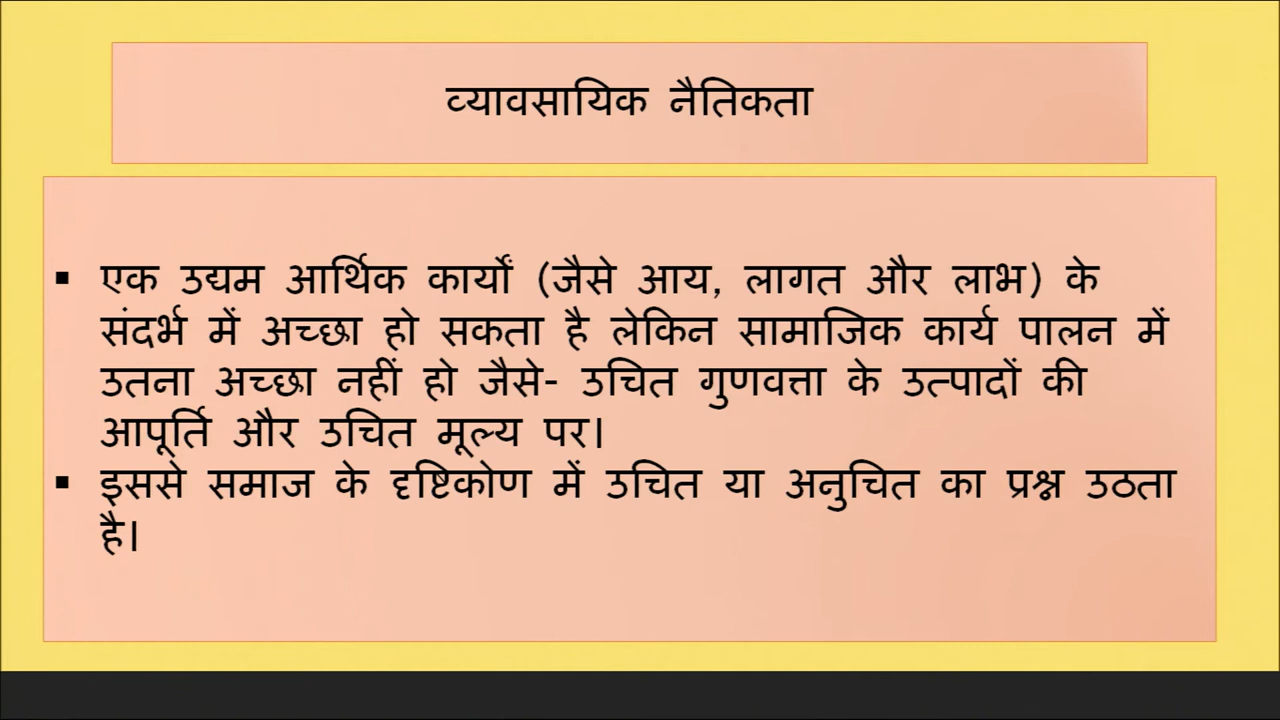 व्यावसायिक नैतिकता
▪ एक उद्यम आर्थिक कार्यों (जैसे आय, लागत और लाभ) के
संदर्भ में अच्छा हो सकता है लेकिन सामाजिक कार्य पालन में
उतना अच्छा नहीं हो जैसे- उचित गुणवत्ता के उत्पादों की
आपूर्ति और उचित मूल्य पर।
▪ इससे समाज के दृष्टिकोण में उचित या अनुचित का प्रश्न उठता
है।